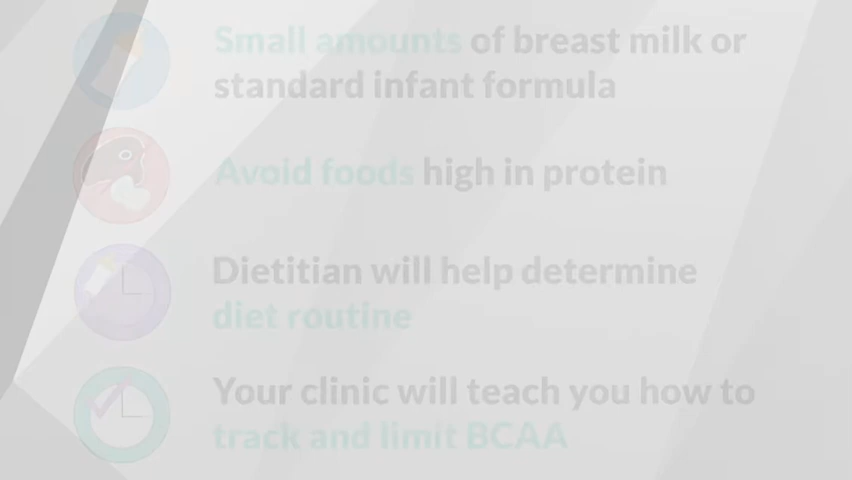 Small amounts of breast milk or
standard infant formula
Avoid foods high in protein
Dietitian will help determine
diet routine
Your clinic will teach you how to
track and limit BCAA